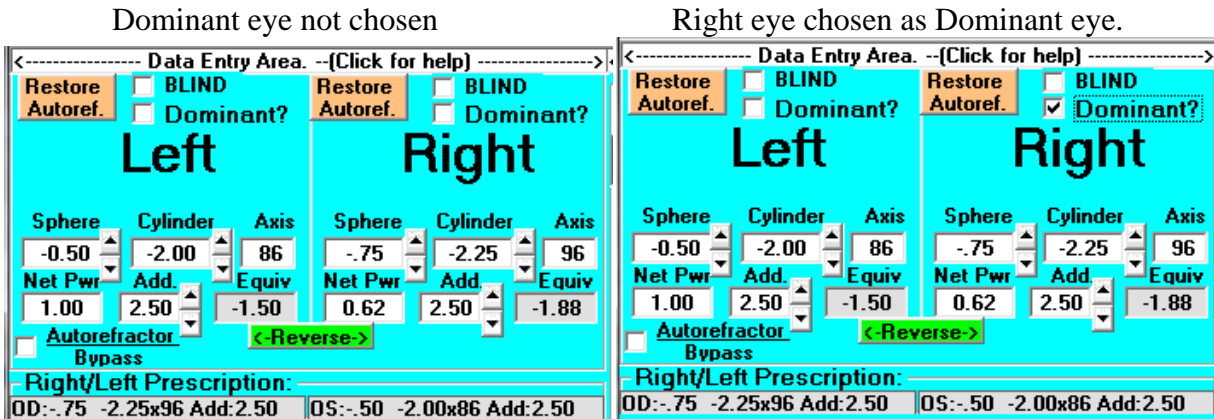 Dominant eye not chosen
<---------------- Data Entry Area. --(Click for help) ---------------->
Restore Autoref.
BLIND
Dominant?
Left
Restore Autoref.
BLIND
Dominant?
Right
Sphere Cylinder Axis
-0.50 -2.00 86
Net Pwr Add. Equiv
1.00 2.50 -1.50
Sphere Cylinder Axis
-.75 -2.25 96
Net Pwr Add. Equiv
0.62 2.50 -1.88
Autorefractor
Bypass
<-Reverse->
Right/Left Prescription:
OD:-.75 -2.25x96 Add:2.50 OS:-.50 -2.00x86 Add:2.50
Right eye chosen as Dominant eye.
<---------------- Data Entry Area. --(Click for help) ---------------->
Restore Autoref.
BLIND
Dominant?
Left
Restore Autoref.
BLIND
Dominant?
Right
Sphere Cylinder Axis
-0.50 -2.00 86
Net Pwr Add. Equiv
1.00 2.50 -1.50
Sphere Cylinder Axis
-.75 -2.25 96
Net Pwr Add. Equiv
0.62 2.50 -1.88
Autorefractor
Bypass
<-Reverse->
Right/Left Prescription:
OD:-.75 -2.25x96 Add:2.50 OS:-.50 -2.00x86 Add:2.50